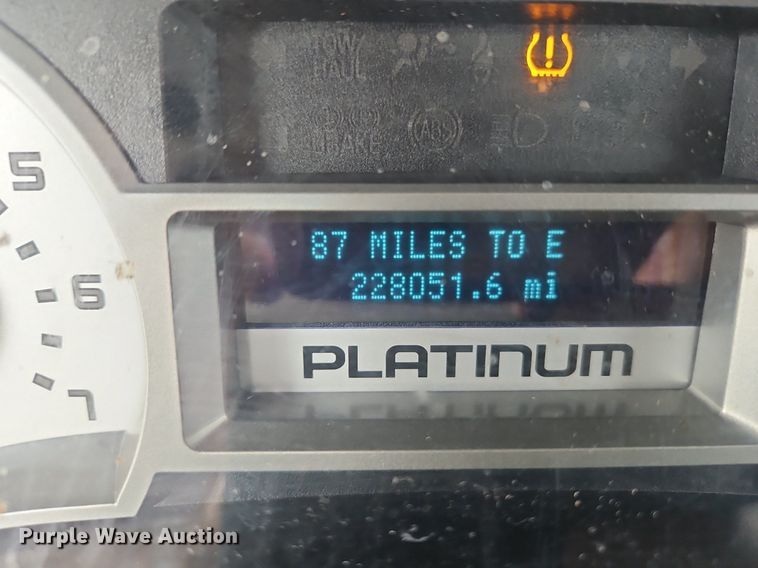 TOW
HAUL
BRAKE
ABS
5
6
7
87 MILES TO E
228051.6 mi
PLATINUM
Purple Wave Auction